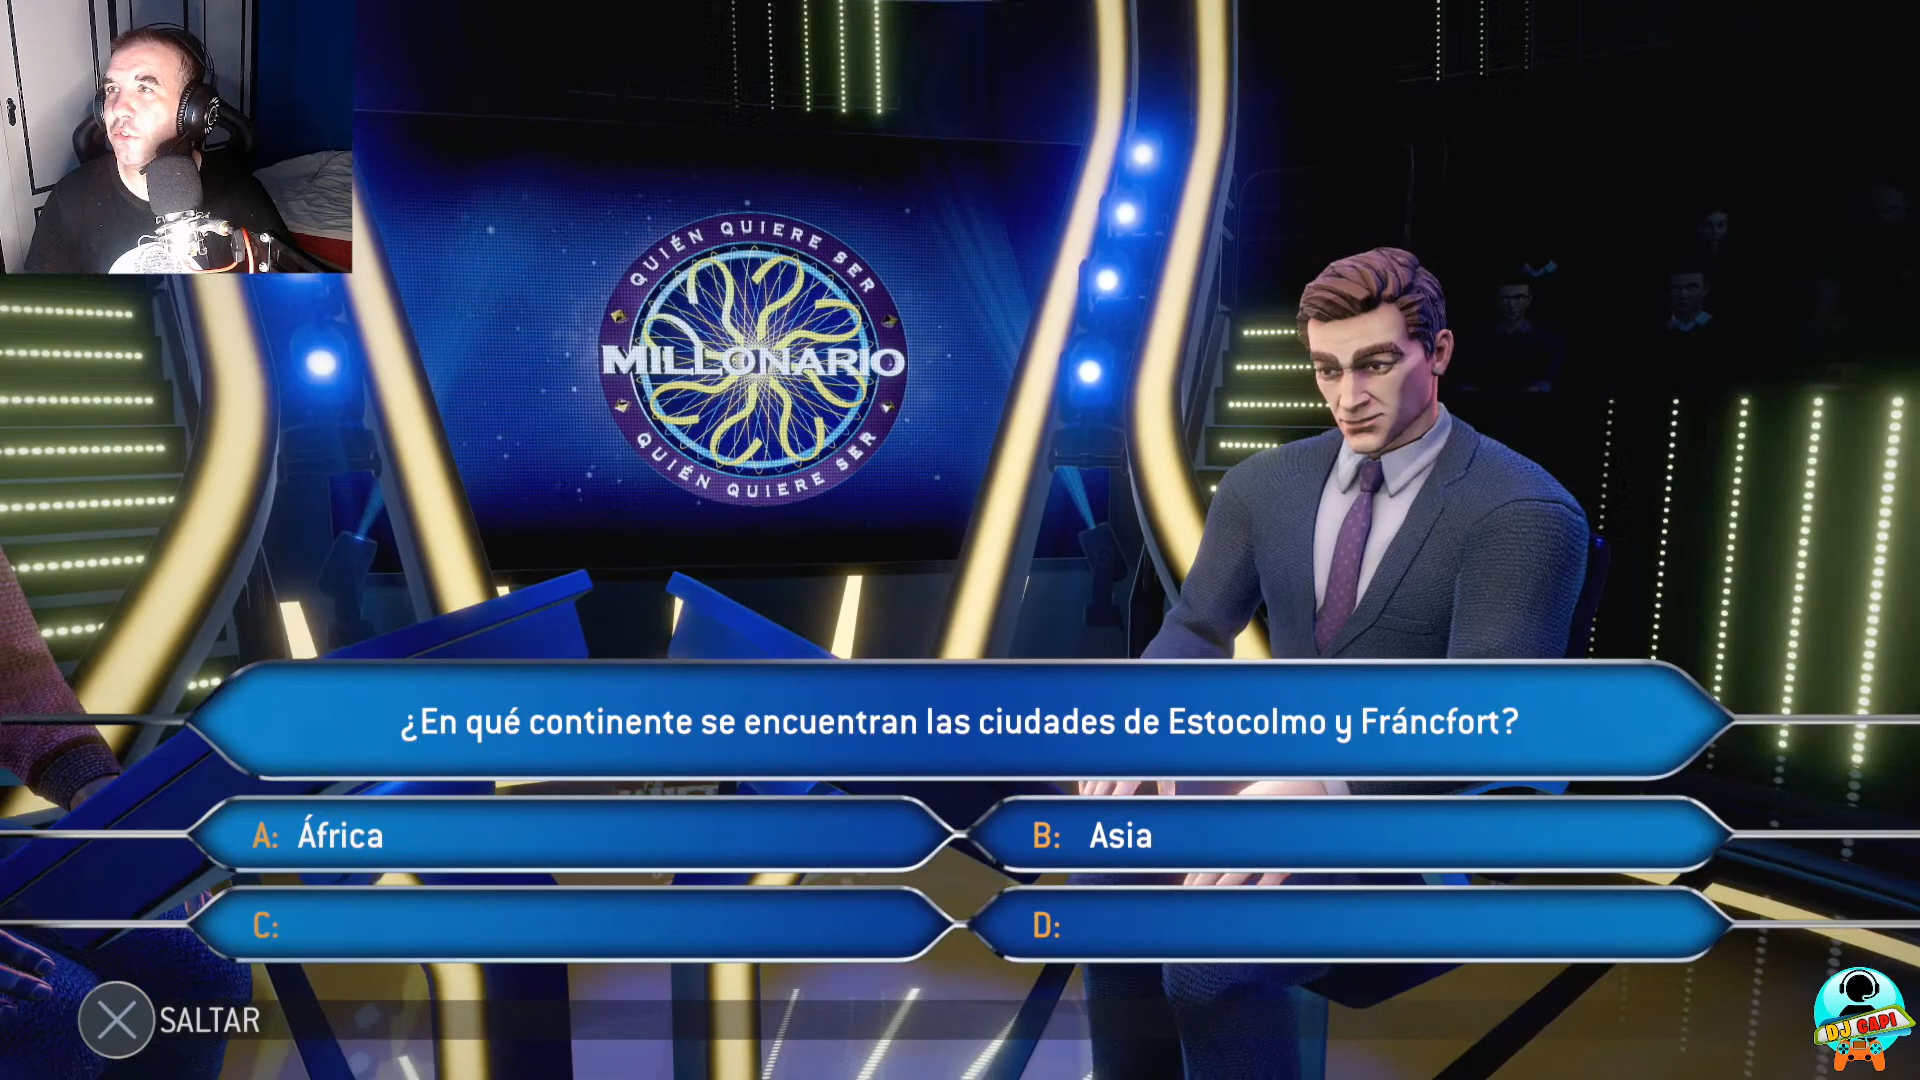 QUIÉN QUIERE SER
MILLONARIO
QUIÉN QUIERE SER
¿En qué continente se encuentran las ciudades de Estocolmo y Fráncfort?
A: África
B: Asia
C:
D:
SALTAR
DJ CAPI